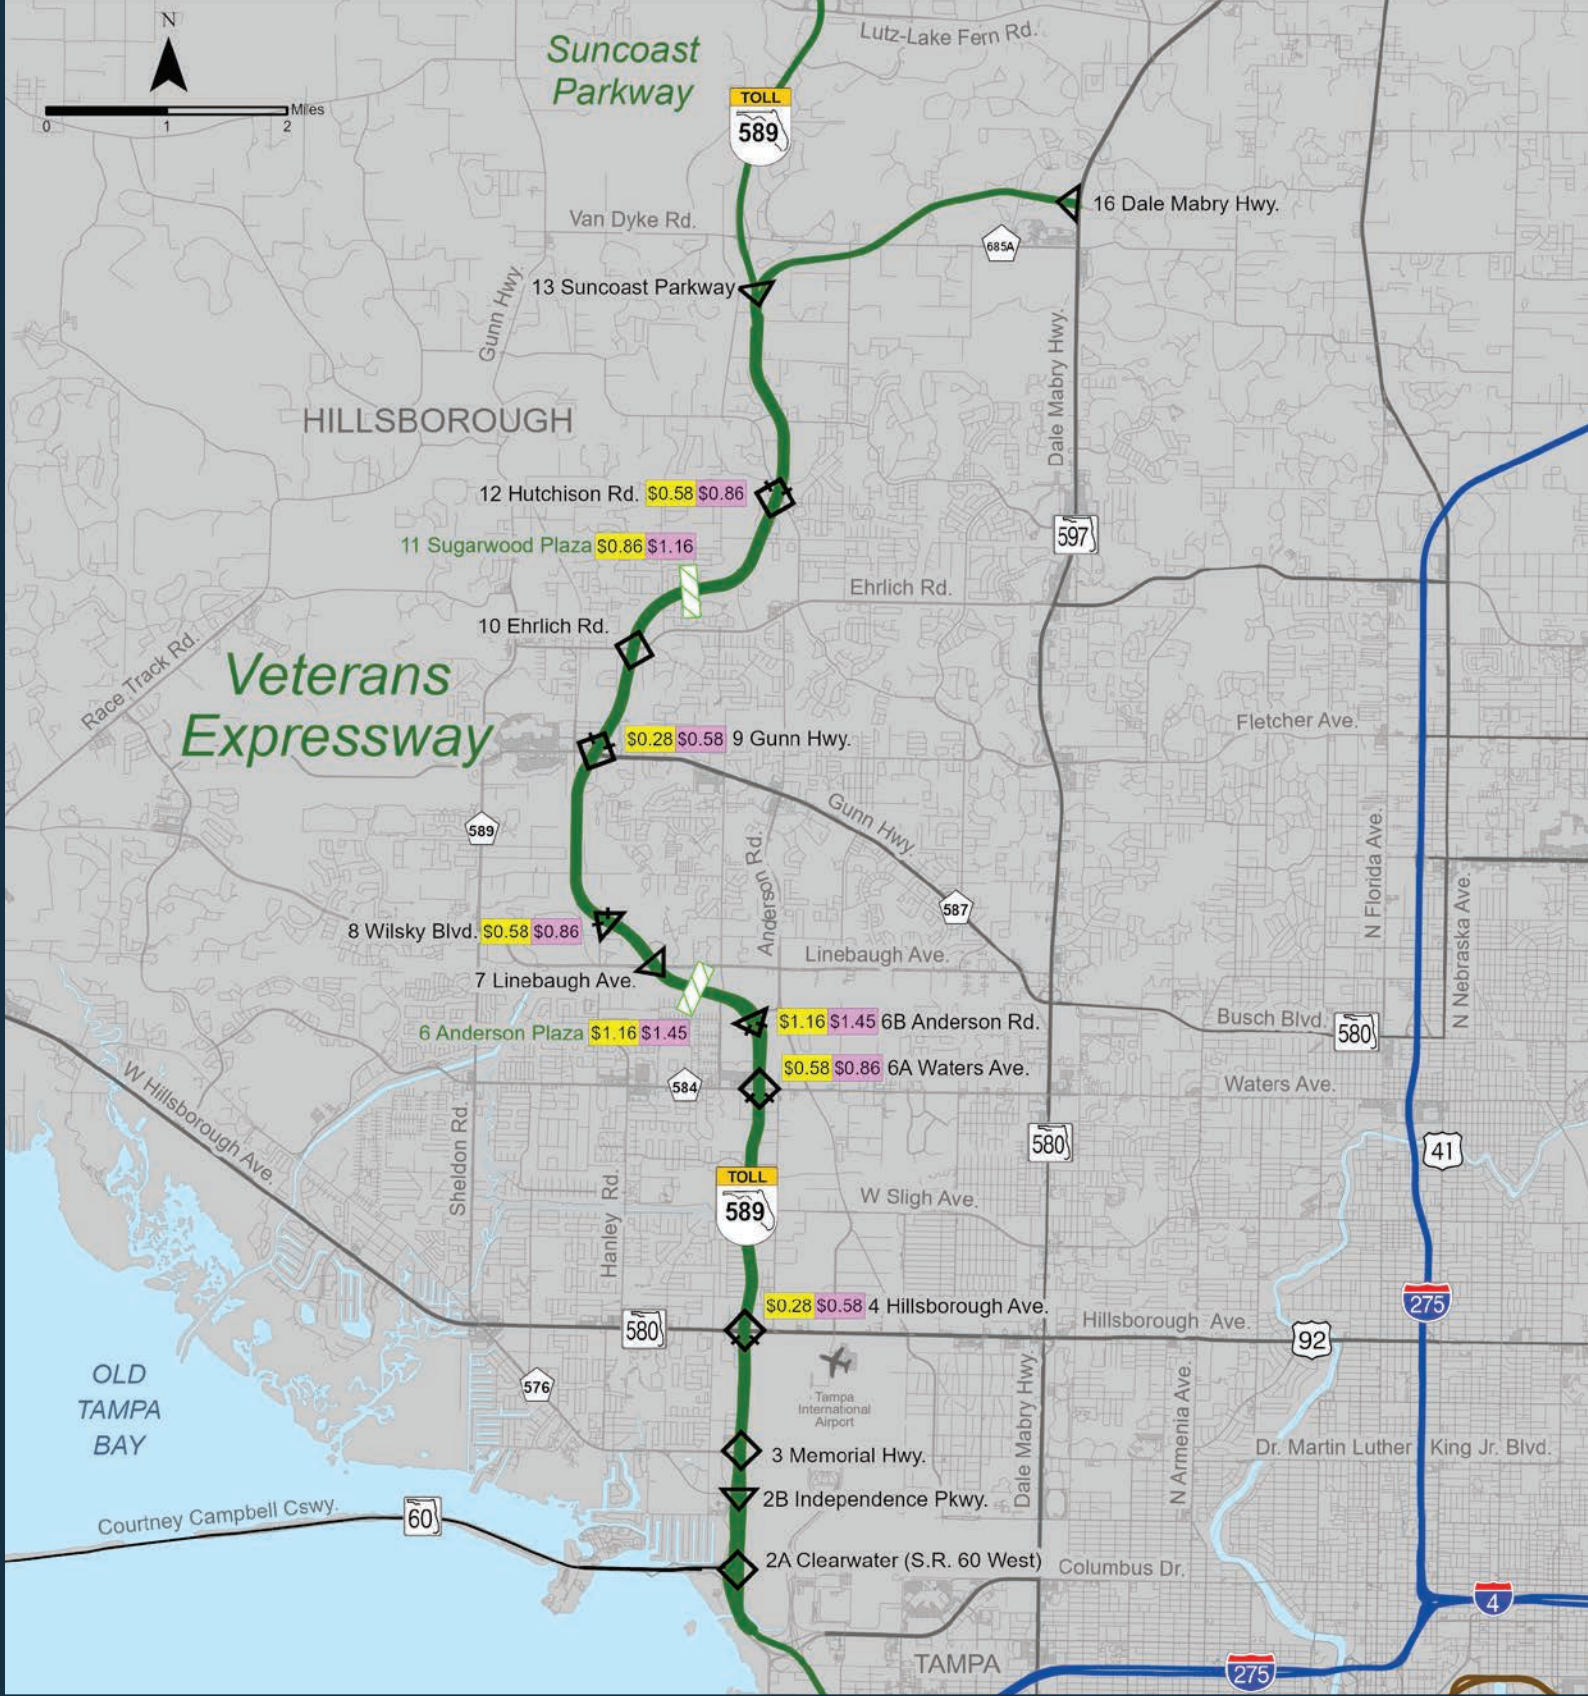 N
Miles
0 1 2
Suncoast
Parkway
Lutz-Lake Fern Rd.
TOLL
589
16 Dale Mabry Hwy.
Van Dyke Rd.
685A
13 Suncoast Parkway
Gunn Hwy.
Dale Mabry Hwy.
HILLSBOROUGH
12 Hutchison Rd. $0.58 $0.86
597
11 Sugarwood Plaza $0.86 $1.16
Ehrlich Rd.
10 Ehrlich Rd.
Race Track Rd.
Veterans
Expressway
Fletcher Ave.
$0.28 $0.58 9 Gunn Hwy.
Gunn Hwy.
589
Anderson Rd.
N Florida Ave.
587
N Nebraska Ave.
8 Wilsky Blvd. $0.58 $0.86
Linebaugh Ave.
7 Linebaugh Ave.
6 Anderson Plaza $1.16 $1.45
$1.16 $1.45 6B Anderson Rd.
Busch Blvd.
580
$0.58 $0.86 6A Waters Ave.
584
Waters Ave.
W Hillsborough Ave.
Sheldon Rd.
580
41
TOLL
589
Hanley Rd.
W Sligh Ave.
$0.28 $0.58 4 Hillsborough Ave.
275
580
Hillsborough Ave.
92
OLD
TAMPA
BAY
576
Tampa
International
Airport
Dale Mabry Hwy.
N Armenia Ave.
3 Memorial Hwy.
Dr. Martin Luther King Jr. Blvd.
2B Independence Pkwy.
Courtney Campbell Cswy.
60
2A Clearwater (S.R. 60 West)
Columbus Dr.
4
TAMPA
275